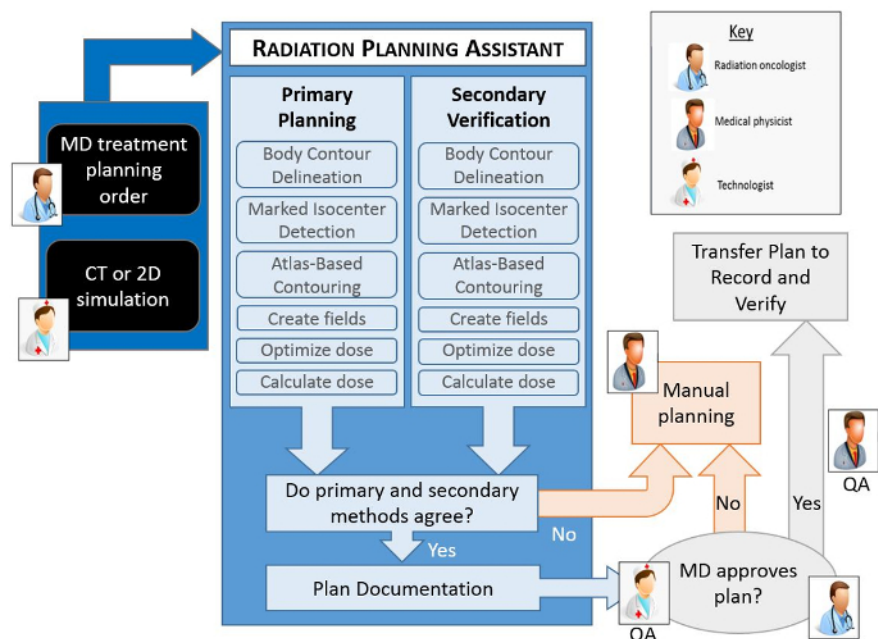 RADIATION PLANNING ASSISTANT
Key
Radiation oncologist
Medical physicist
Technologist
MD treatment
planning
order
CT or 2D
simulation
Primary
Planning
Body Contour
Delineation
Marked Isocenter
Detection
Atlas-Based
Contouring
Create fields
Optimize dose
Calculate dose
Secondary
Verification
Body Contour
Delineation
Marked Isocenter
Detection
Atlas-Based
Contouring
Create fields
Optimize dose
Calculate dose
Do primary and secondary
methods agree?
No
Yes
Plan Documentation
QA
MD approves
plan?
No
Yes
QA
Manual
planning
Transfer Plan to
Record and
Verify